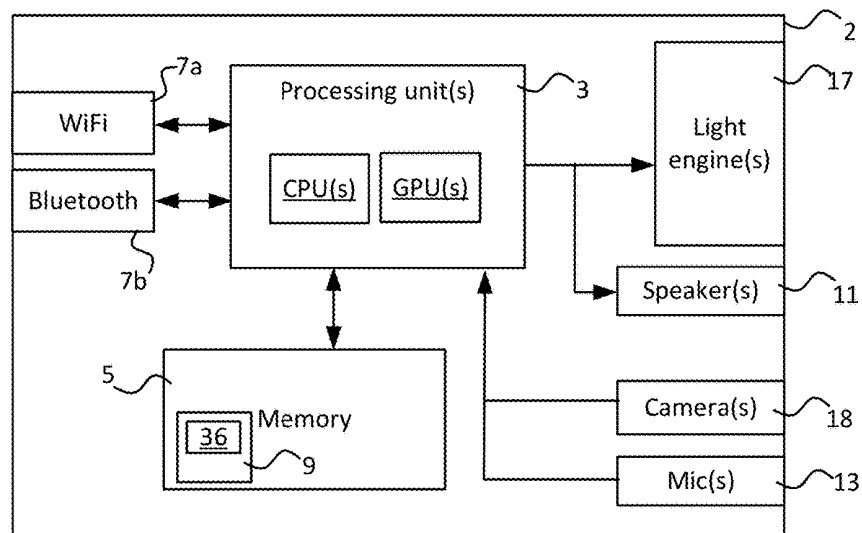 2
7a
WiFi
Processing unit(s)
3
17
Light
engine(s)
CPU(s)
GPU(s)
Bluetooth
7b
Speaker(s)
11
5
Memory
36
9
Camera(s)
18
Mic(s)
13